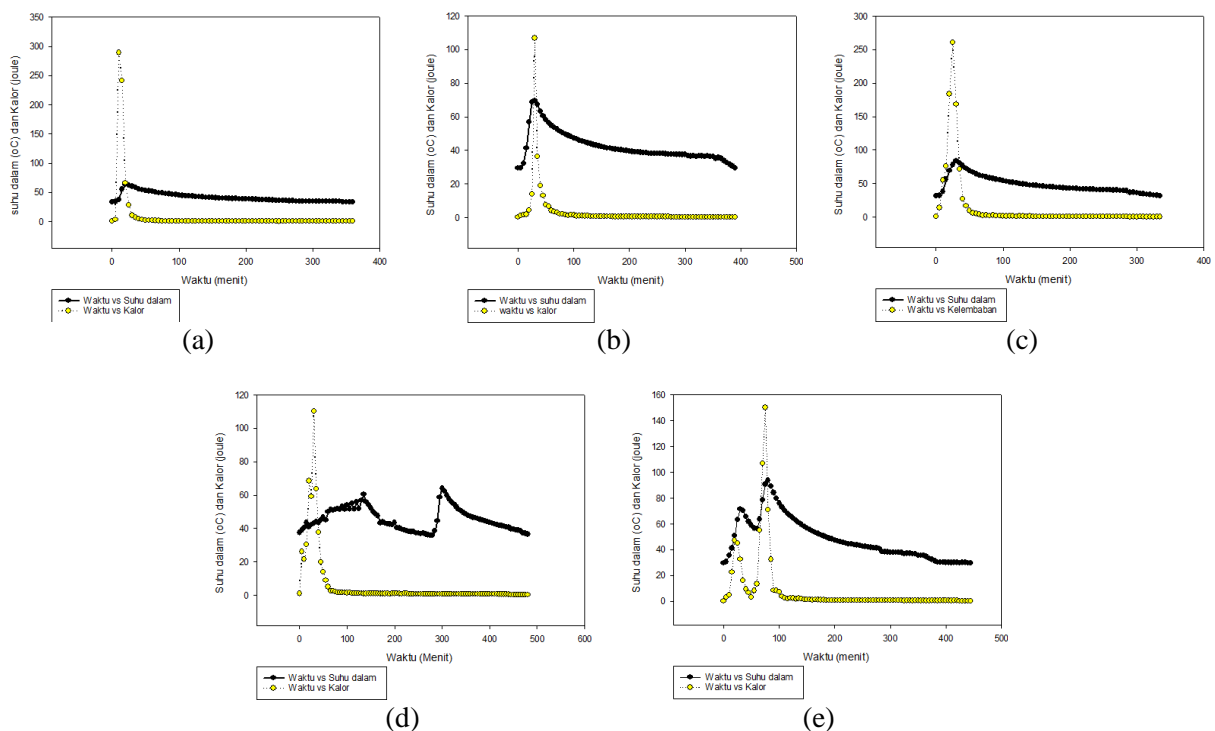 suhu dalam (oC) dan Kalor (joule)
350
300
250
200
150
100
50
0
0
100
200
300
400
Waktu (menit)
Waktu vs Suhu dalam
Waktu vs Kalor
(a)
Suhu dalam (oC) dan Kalor (joule)
120
100
80
60
40
20
0
0
100
200
300
400
500
Waktu (menit)
Waktu vs suhu dalam
waktu vs kalor
(b)
Suhu dalam (oC) dan Kalor (joule)
300
250
200
150
100
50
0
0
100
200
300
400
Waktu (menit)
Waktu vs Suhu dalam
Waktu vs Kelembaban
(c)
Suhu dalam (oC) dan Kalor (joule)
120
100
80
60
40
20
0
0
100
200
300
400
500
600
Waktu (Menit)
Waktu vs Suhu dalam
Waktu vs Kalor
(d)
Suhu dalam (oC) dan Kalor (joule)
160
140
120
100
80
60
40
20
0
0
100
200
300
400
500
Waktu (menit)
Waktu vs Suhu dalam
Waktu vs Kalor
(e)